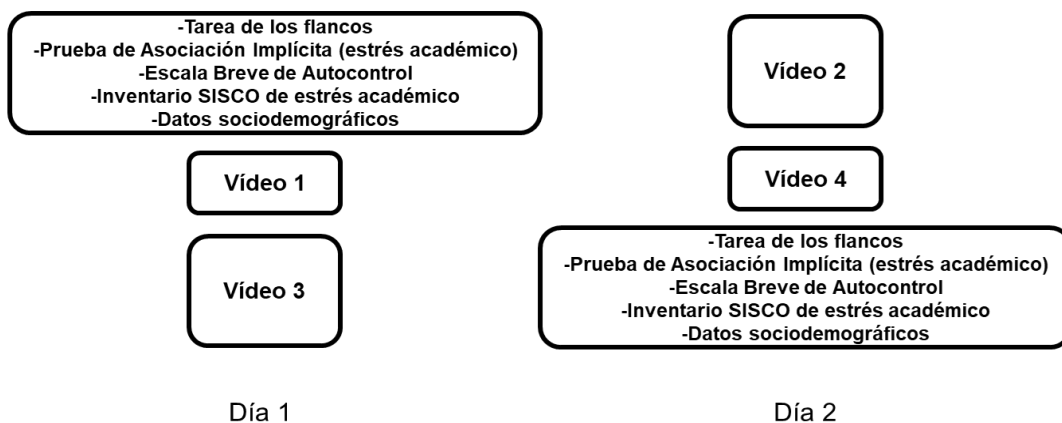 -Tarea de los flancos
-Prueba de Asociación Implícita (estrés académico)
-Escala Breve de Autocontrol
-Inventario SISCO de estrés académico
-Datos sociodemográficos
Vídeo 1
Vídeo 3
Día 1
Vídeo 2
Vídeo 4
-Tarea de los flancos
-Prueba de Asociación Implícita (estrés académico)
-Escala Breve de Autocontrol
-Inventario SISCO de estrés académico
-Datos sociodemográficos
Día 2